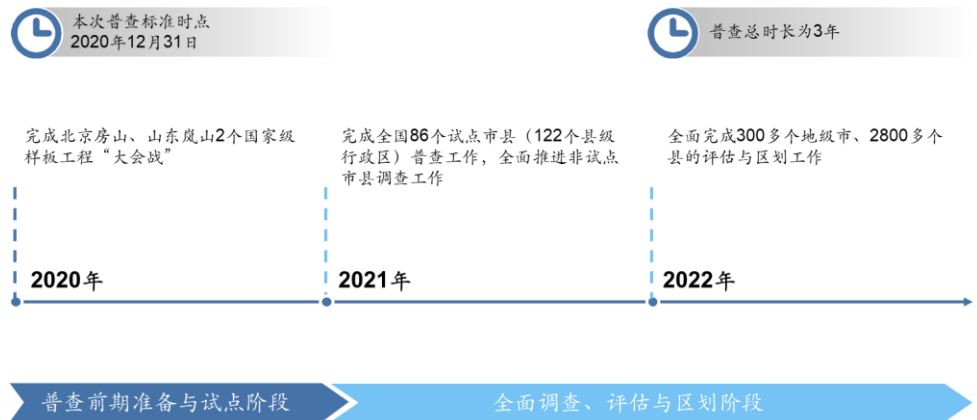 本次普查标准时点
2020年12月31日
普查总时长为3年
完成北京房山、山东岚山2个国家级
样板工程“大会战”
完成全国86个试点市县（122个县级
行政区）普查工作，全面推进非试点
市县调查工作
全面完成300多个地级市、2800多个
县的评估与区划工作
2020年
2021年
2022年
普查前期准备与试点阶段
全面调查、评估与区划阶段